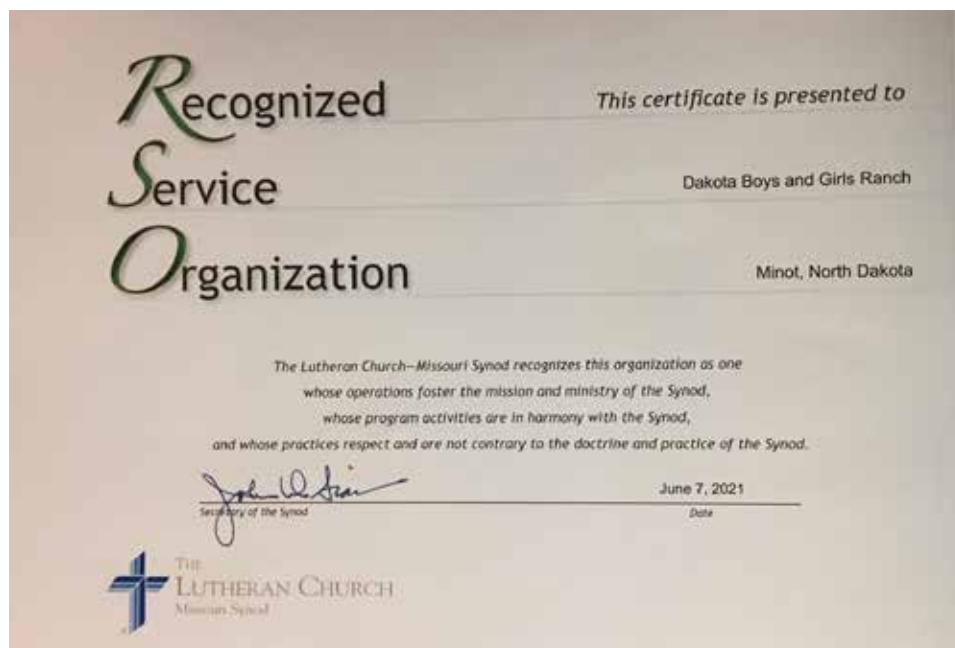 Recognized
This certificate is presented to
Service
Dakota Boys and Girls Ranch
Organization
Minot, North Dakota
The Lutheran Church—Missouri Synod recognizes this organization as one
whose operations foster the mission and ministry of the Synod,
whose program activities are in harmony with the Synod,
and whose practices respect and are not contrary to the doctrine and practice of the Synod.
June 7, 2021
Secretary of the Synod
Date
THE
LUTHERAN CHURCH
Missouri Synod